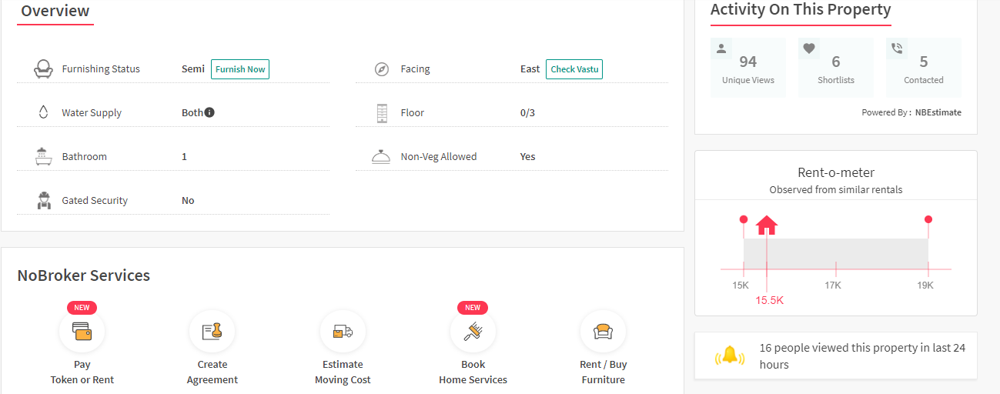 Overview
Furnishing Status Semi Furnish Now
Facing East Check Vastu
Water Supply Both
Floor 0/3
Bathroom 1
Non-Veg Allowed Yes
Gated Security No
NoBroker Services
NEW
Pay
Token or Rent
Create
Agreement
Estimate
Moving Cost
NEW
Book
Home Services
Rent / Buy
Furniture
Activity On This Property
94
Unique Views
6
Shortlists
5
Contacted
Powered By : NBEstimate
Rent-o-meter
Observed from similar rentals
15K 17K 19K
15.5K
16 people viewed this property in last 24
hours